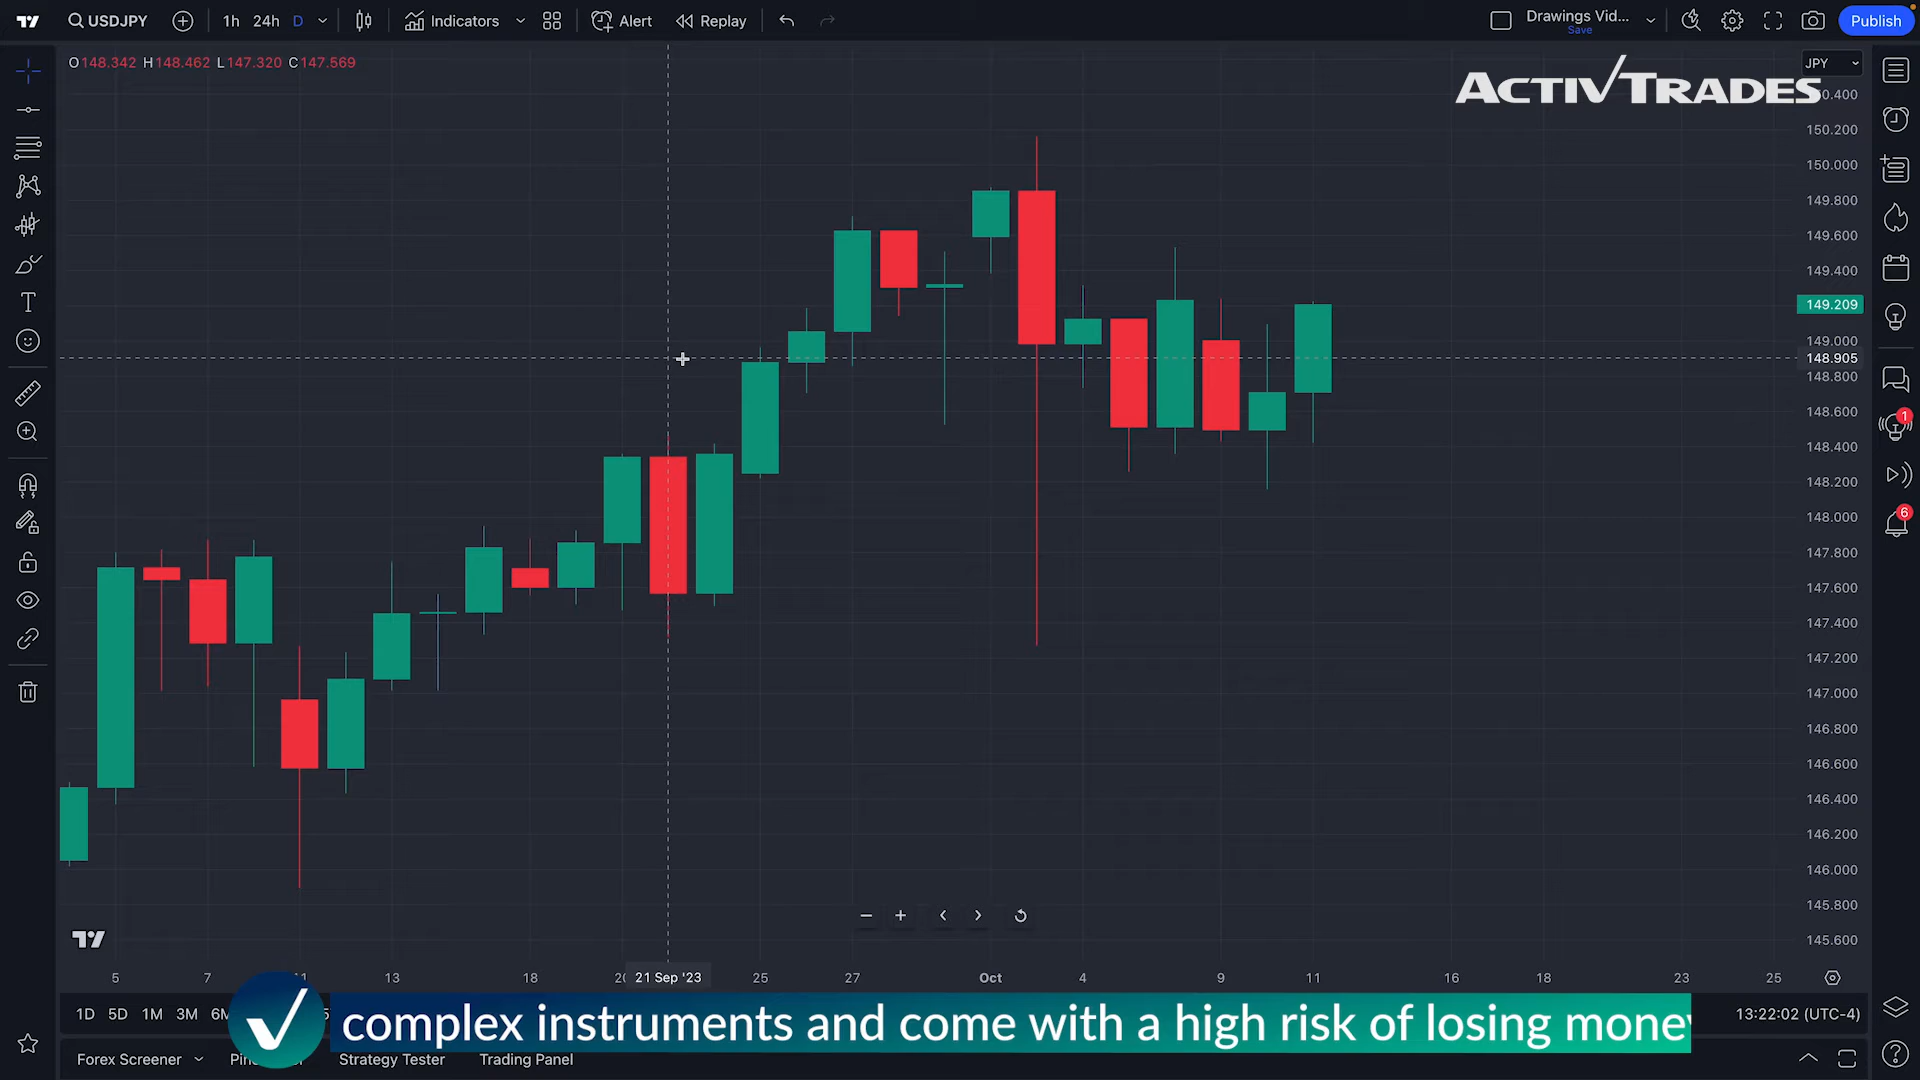 USDJPY
1h 24h D
Indicators
Alert
Replay
Drawings Vid...
Save
Publish
O148.342 H148.462 L147.320 C147.569
JPY
ACTIVTRADES
150.200
150.000
149.800
149.600
149.400
149.209
149.000
148.905
148.800
148.600
148.400
148.200
148.000
147.800
147.600
147.400
147.200
147.000
146.800
146.600
146.400
146.200
146.000
145.800
145.600
1
6
5 7 11 13 18 21 Sep '23 25 27 Oct 4 9 11 16 18 23 25
1D 5D 1M 3M
complex instruments and come with a high risk of losing money
13:22:02 (UTC-4)
Forex Screener
Strategy Tester
Trading Panel